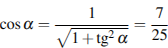 cos α = 1/√(1 + tg² α) = 7/25